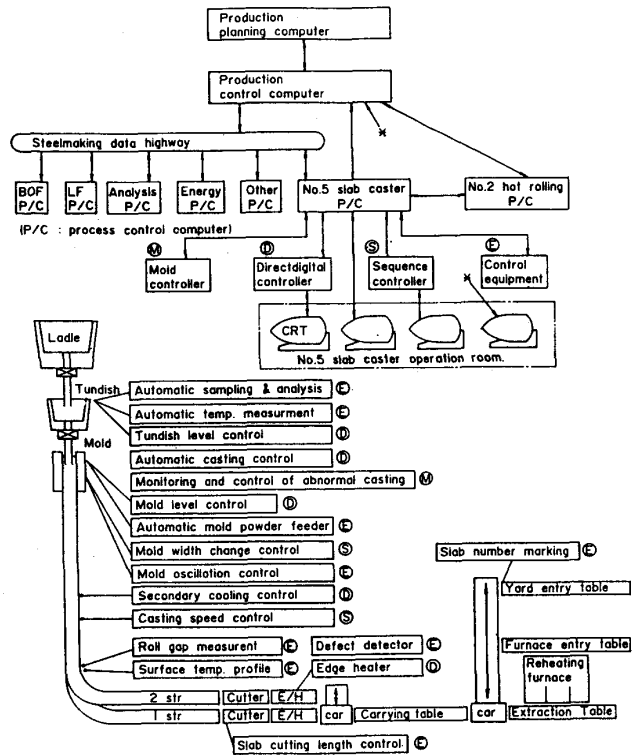 Production
planning computer
Production
control computer
*
Steelmaking data highway
BOF
P/C
LF
P/C
Analysis
P/C
Energy
P/C
Other
P/C
No.5 slab caster
P/C
No.2 hot rolling
P/C
(P/C : process control computer)
M
Mold
controller
D
Directdigital
controller
S
Sequence
controller
E
Control
equipment
*
CRT
No.5 slab caster operation room.
Ladle
Tundish
Mold
Automatic sampling & analysis E
Automatic temp. measurment E
Tundish level control D
Automatic casting control D
Monitoring and control of abnormal casting M
Mold level control D
Automatic mold powder feeder E
Mold width change control S
Mold oscillation control E
Secondary cooling control D
Casting speed control S
Roll gap measurent E
Surface temp. profile E
Defect detector E
Edge heater D
Slab number marking E
Yard entry table
Furnace entry table
Reheating
furnace
2 str Cutter E/H
1 str Cutter E/H car Carrying table car Extraction Table
Slab cutting length control. E